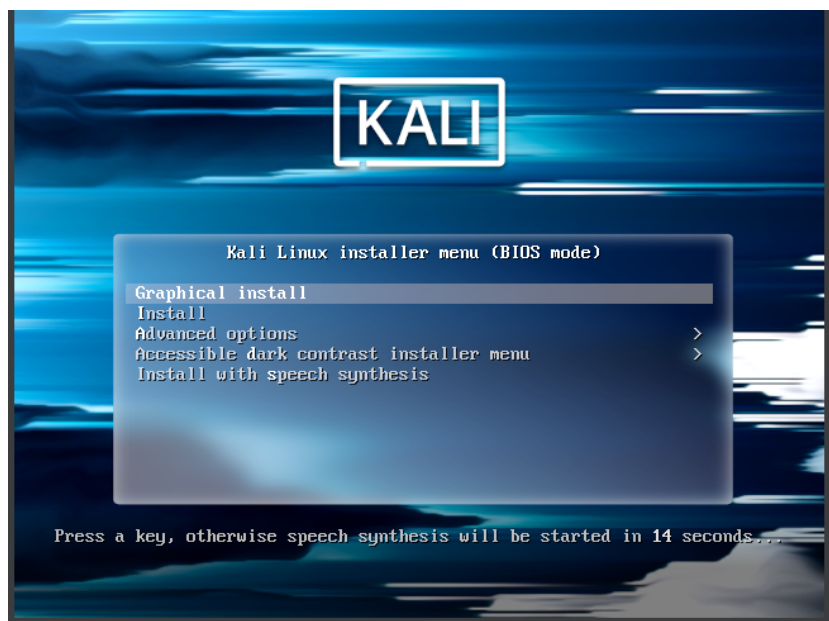 KALI
Kali Linux installer menu (BIOS mode)
Graphical install
Install
Advanced options >
Accessible dark contrast installer menu >
Install with speech synthesis
Press a key, otherwise speech synthesis will be started in 14 seconds...